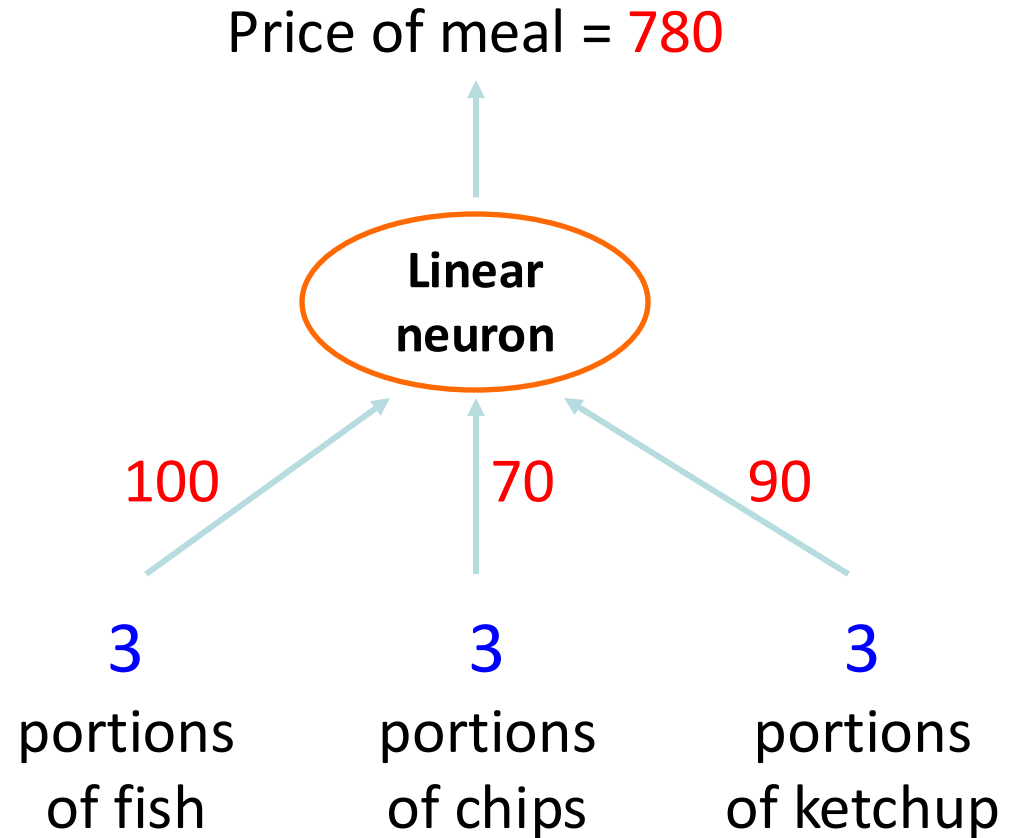 Price of meal = 780
Linear
neuron
100 70 90
3 3 3
portions portions portions
of fish of chips of ketchup